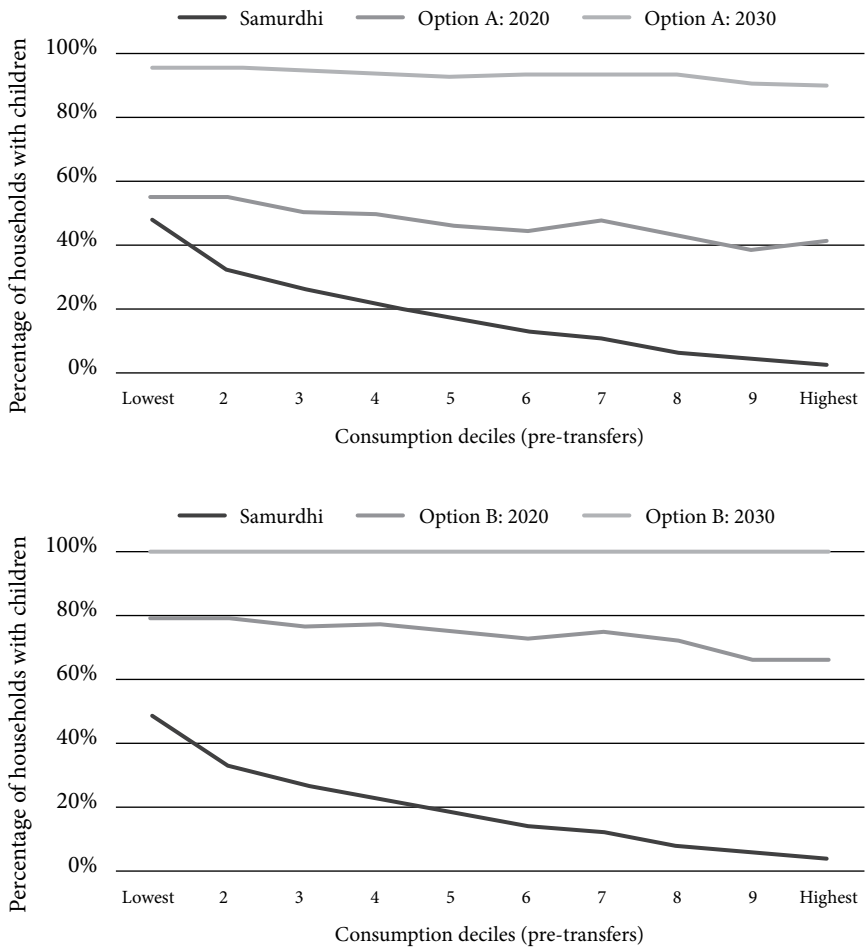 Samurdhi Option A: 2020 Option A: 2030
Percentage of households with children
100%
80%
60%
40%
20%
0%
Lowest 2 3 4 5 6 7 8 9 Highest
Consumption deciles (pre-transfers)
Samurdhi Option B: 2020 Option B: 2030
Percentage of households with children
100%
80%
60%
40%
20%
0%
Lowest 2 3 4 5 6 7 8 9 Highest
Consumption deciles (pre-transfers)